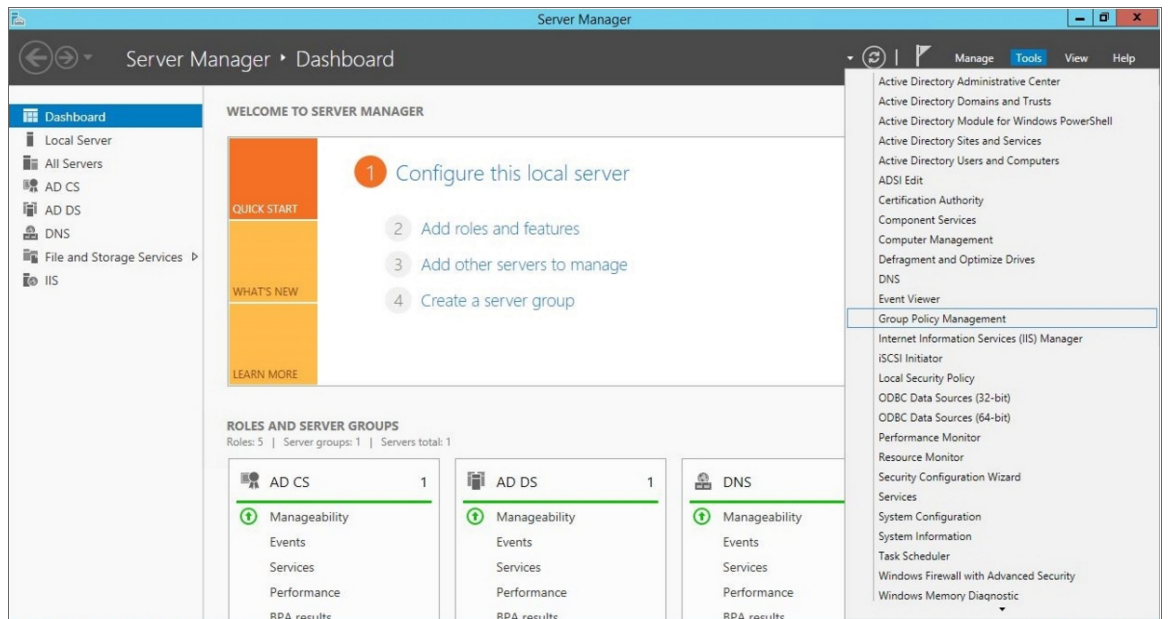 Server Manager
Server Manager ‣ Dashboard
Manage Tools View Help
Dashboard
Local Server
All Servers
AD CS
AD DS
DNS
File and Storage Services
IIS
WELCOME TO SERVER MANAGER
QUICK START
WHAT'S NEW
LEARN MORE
1 Configure this local server
2 Add roles and features
3 Add other servers to manage
4 Create a server group
ROLES AND SERVER GROUPS
Roles: 5 | Server groups: 1 | Servers total: 1
AD CS 1
Manageability
Events
Services
Performance
BPA results
AD DS 1
Manageability
Events
Services
Performance
BPA results
DNS
Manageability
Events
Services
Performance
BPA results
Active Directory Administrative Center
Active Directory Domains and Trusts
Active Directory Module for Windows PowerShell
Active Directory Sites and Services
Active Directory Users and Computers
ADSI Edit
Certification Authority
Component Services
Computer Management
Defragment and Optimize Drives
DNS
Event Viewer
Group Policy Management
Internet Information Services (IIS) Manager
iSCSI Initiator
Local Security Policy
ODBC Data Sources (32-bit)
ODBC Data Sources (64-bit)
Performance Monitor
Resource Monitor
Security Configuration Wizard
Services
System Configuration
System Information
Task Scheduler
Windows Firewall with Advanced Security
Windows Memory Diagnostic